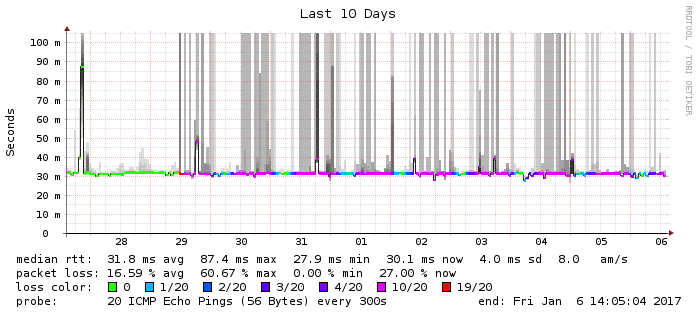 Last 10 Days
RRDTOOL / TOBI OETIKER
Seconds
100 m
90 m
80 m
70 m
60 m
50 m
40 m
30 m
20 m
10 m
0
28 29 30 31 01 02 03 04 05 06
median rtt: 31.8 ms avg 87.4 ms max 27.9 ms min 30.1 ms now 4.0 ms sd 8.0 am/s
packet loss: 16.59 % avg 60.67 % max 0.00 % min 27.00 % now
loss color: 0 1/20 2/20 3/20 4/20 10/20 19/20
probe: 20 ICMP Echo Pings (56 Bytes) every 300s end: Fri Jan 6 14:05:04 2017